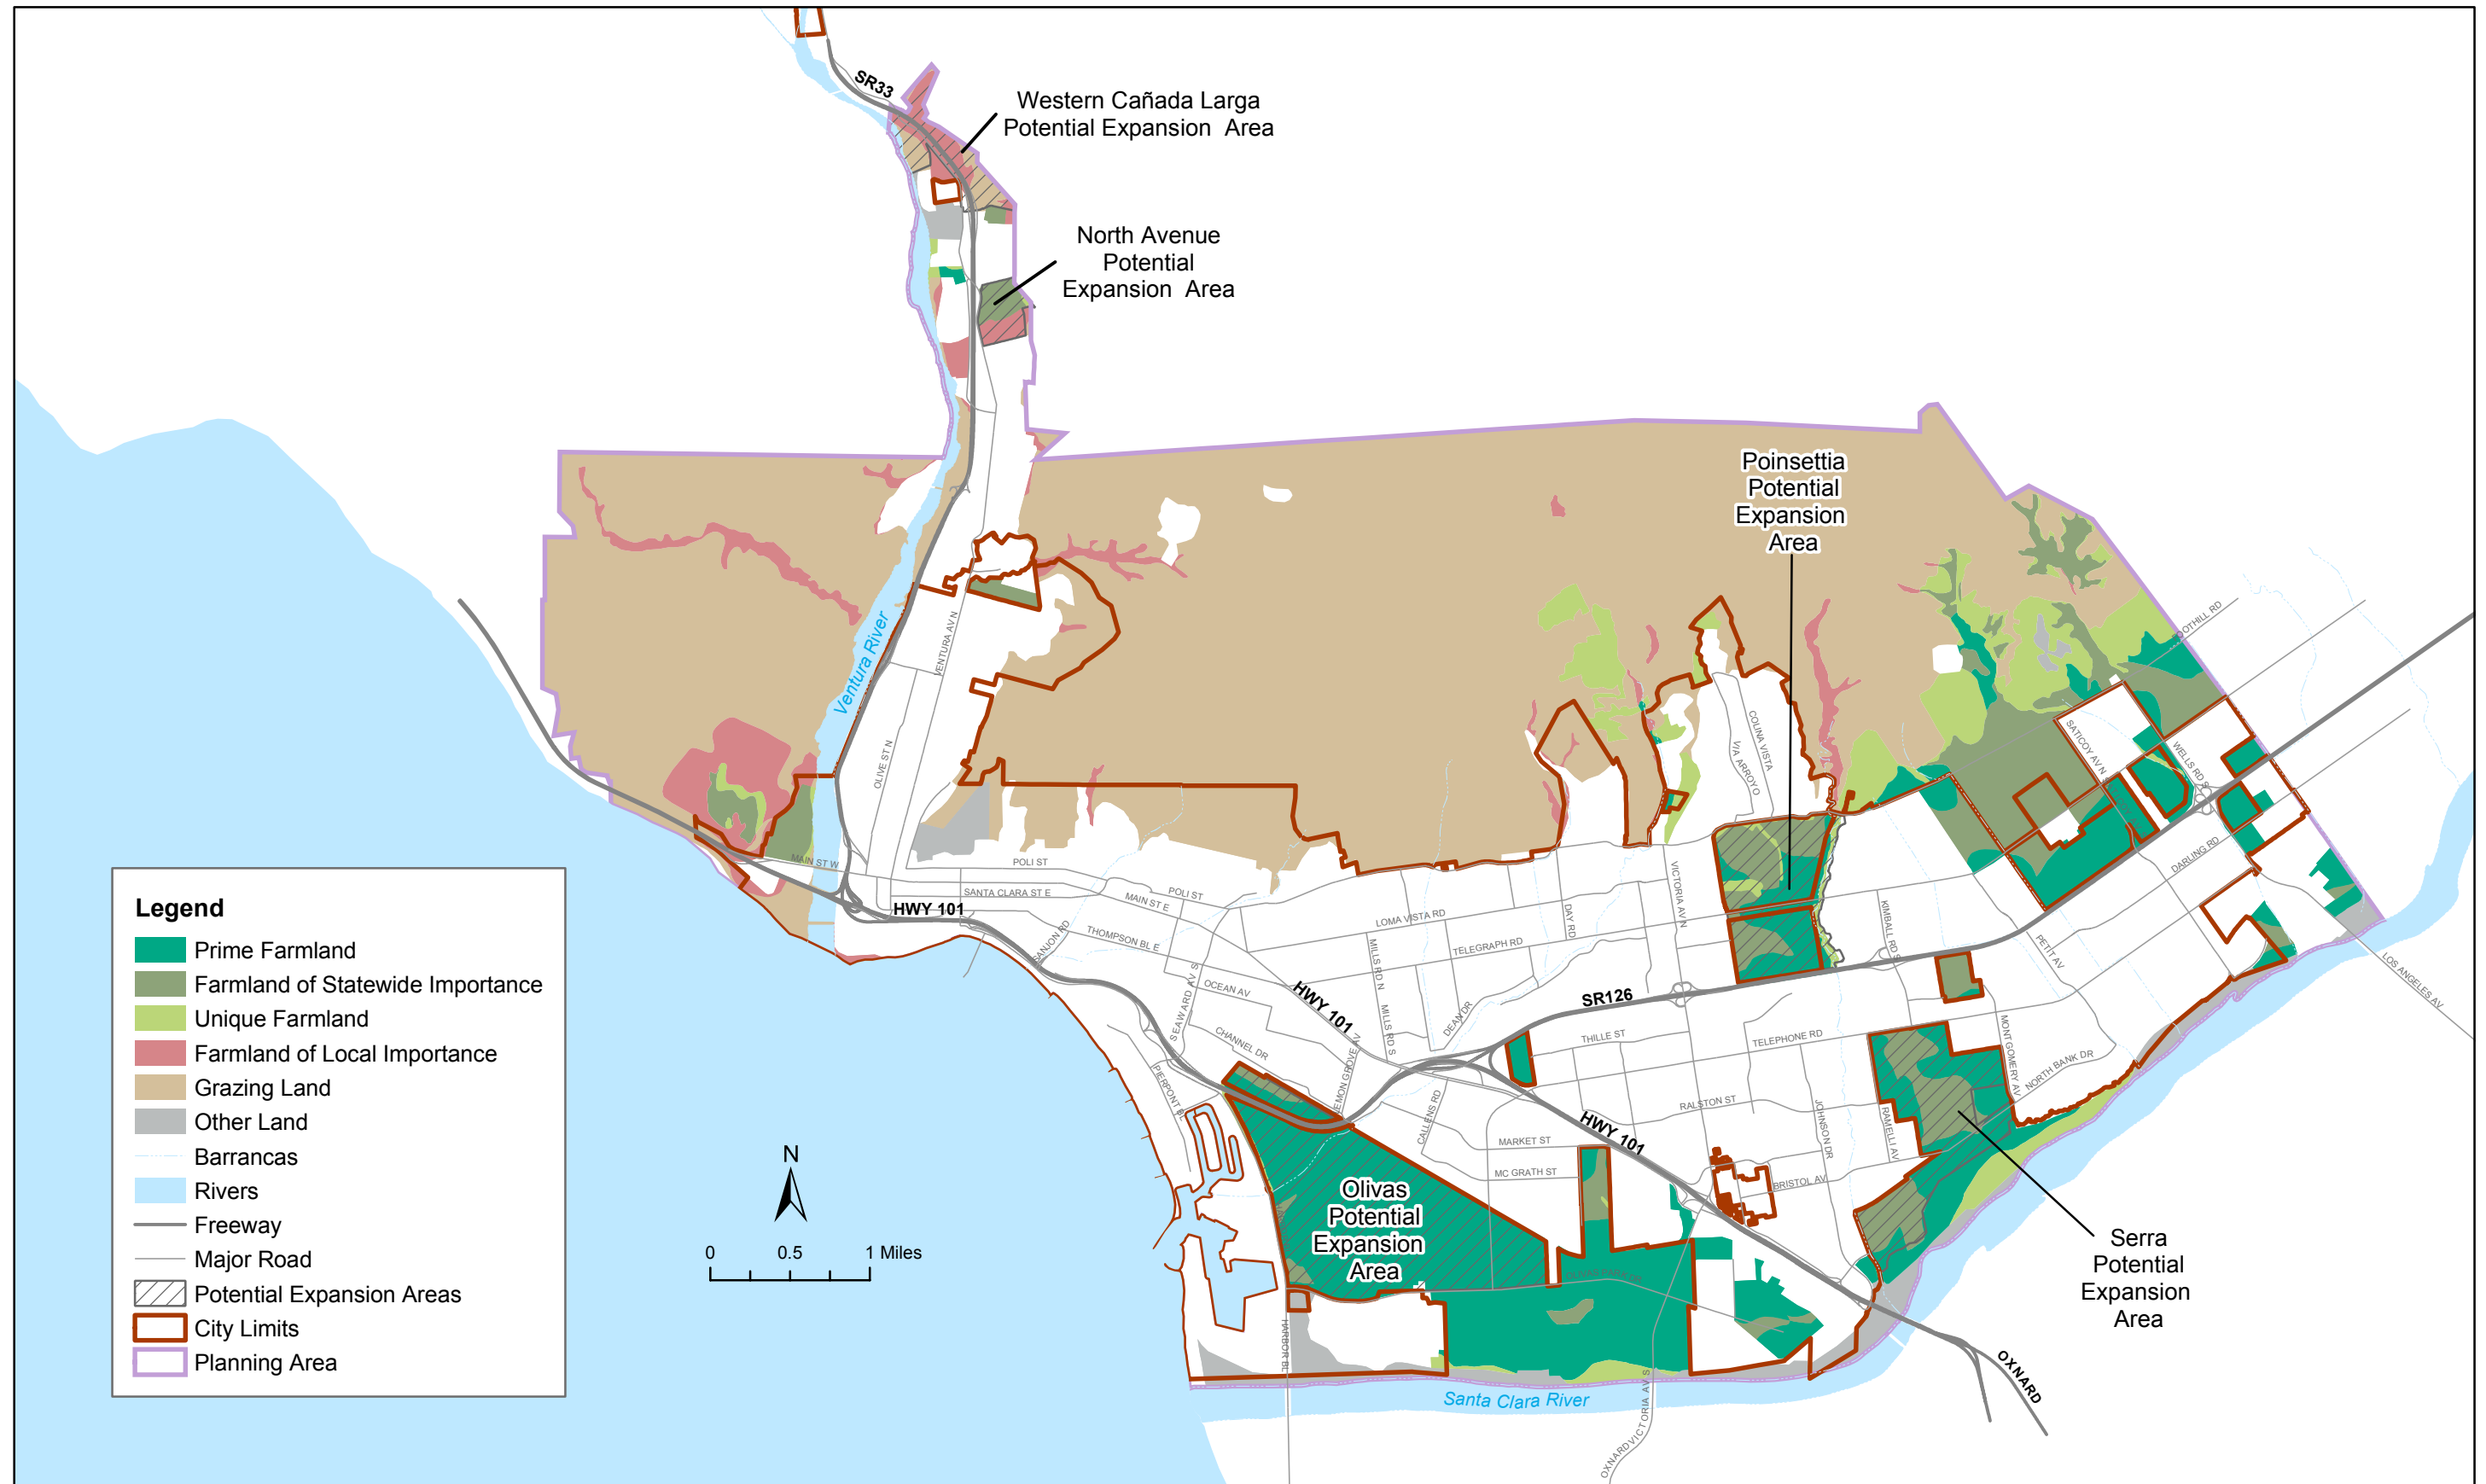 SR33
Western Cañada Larga
Potential Expansion Area
North Avenue
Potential
Expansion Area
Poinsettia
Potential
Expansion
Area
Ventura River
VENTURA AV N
OLIVE ST N
COLINA VISTA
VIA ARROYO
SATICOY AV N
WELLS RD S
DARLING RD
MAIN ST W
POLI ST
SANTA CLARA ST E
MAIN ST E
POLI ST
HWY 101
SANJON RD
THOMPSON BL E
SEAWARD AV S
OCEAN AV
CHANNEL DR
PIERPONT BL
HWY 101
LOMA VISTA RD
TELEGRAPH RD
MILLS RD N
MILLS RD S
DAY RD
DEAN DR
VICTORIA AV N
KIMBALL RD S
PETIT AV
LOS ANGELES AV
SR126
THILLE ST
TELEPHONE RD
MONTGOMERY AV
NORTH BANK DR
CALLENS RD
RALSTON ST
JOHNSON DR
RAMELLI AV
MARKET ST
MC GRATH ST
HWY 101
BRISTOL AV
Olivas
Potential
Expansion
Area
Serra
Potential
Expansion
Area
HARBOR BL
VICTORIA AV S
OXNARD
OXNARD
Santa Clara River
Legend
Prime Farmland
Farmland of Statewide Importance
Unique Farmland
Farmland of Local Importance
Grazing Land
Other Land
Barrancas
Rivers
Freeway
Major Road
Potential Expansion Areas
City Limits
Planning Area
N
0 0.5 1 Miles